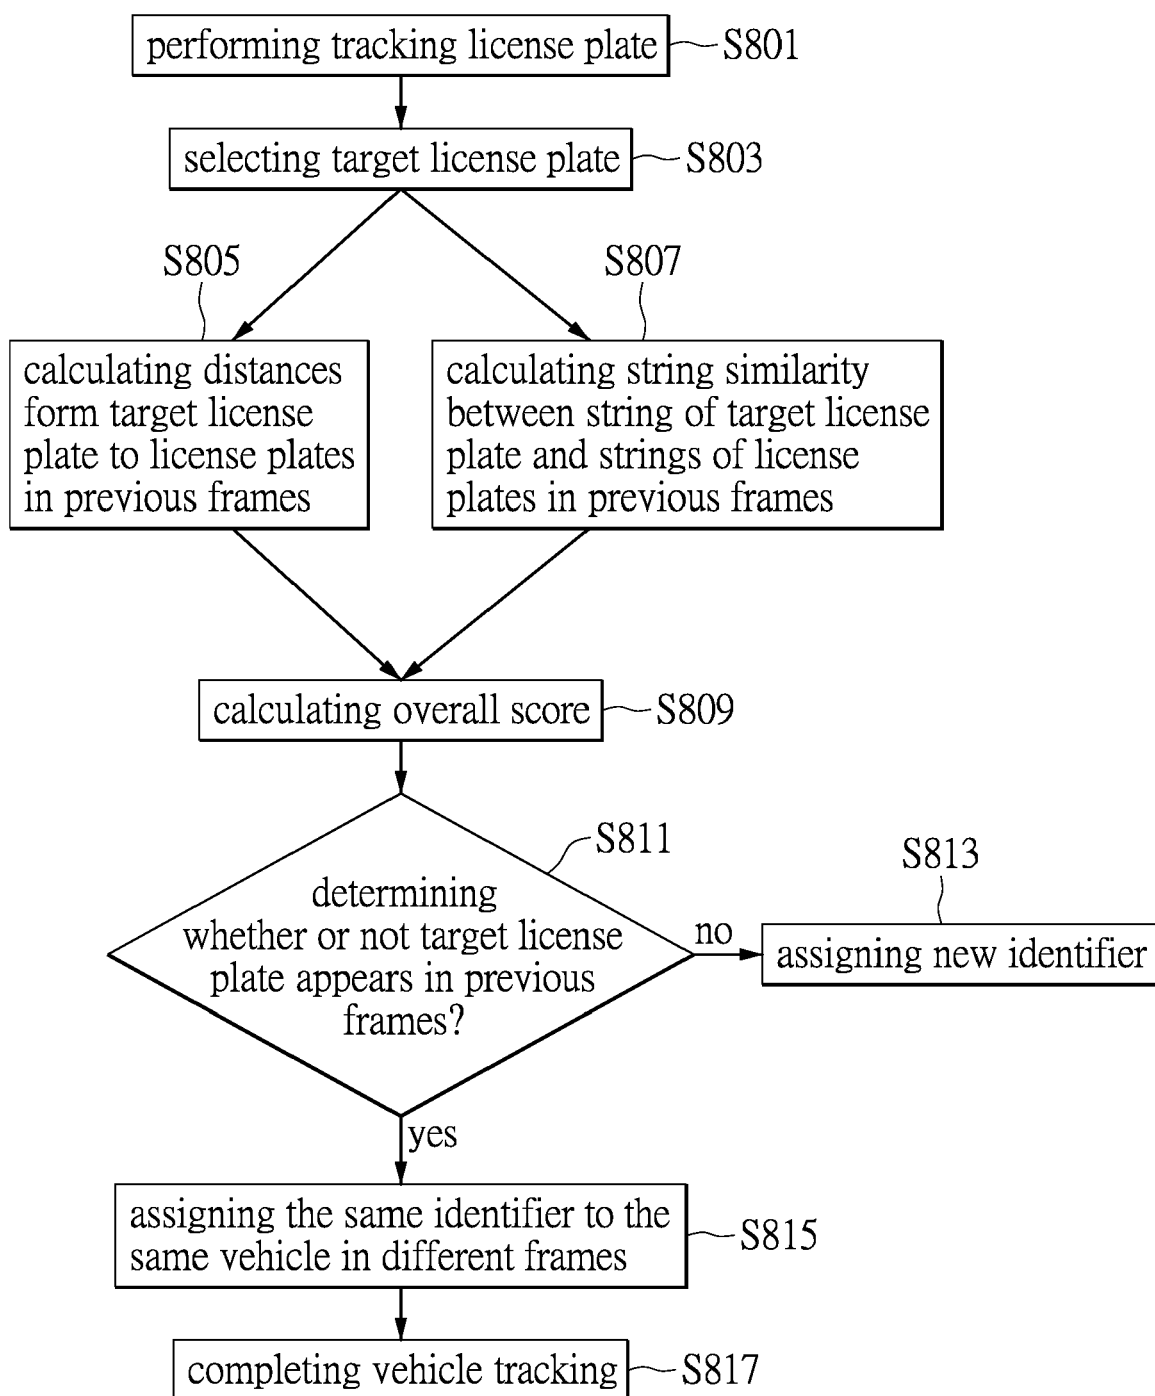 performing tracking license plate
S801
selecting target license plate
S803
S805
S807
calculating distances
form target license
plate to license plates
in previous frames
calculating string similarity
between string of target license
plate and strings of license
plates in previous frames
calculating overall score
S809
S811
determining
whether or not target license
plate appears in previous
frames?
no
S813
assigning new identifier
yes
assigning the same identifier to the
same vehicle in different frames
S815
completing vehicle tracking
S817